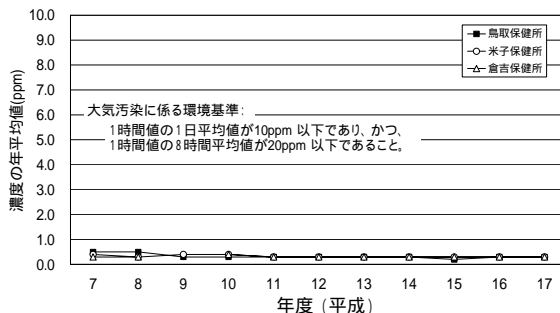 10.0
9.0
8.0
7.0
6.0
5.0
4.0
3.0
2.0
1.0
0.0
濃度の年平均値(ppm)
鳥取保健所
米子保健所
倉吉保健所
大気汚染に係る環境基準：
1時間値の1日平均値が10ppm 以下であり、かつ、
1時間値の8時間平均値が20ppm 以下であること。
7 8 9 10 11 12 13 14 15 16 17
年度 (平成)